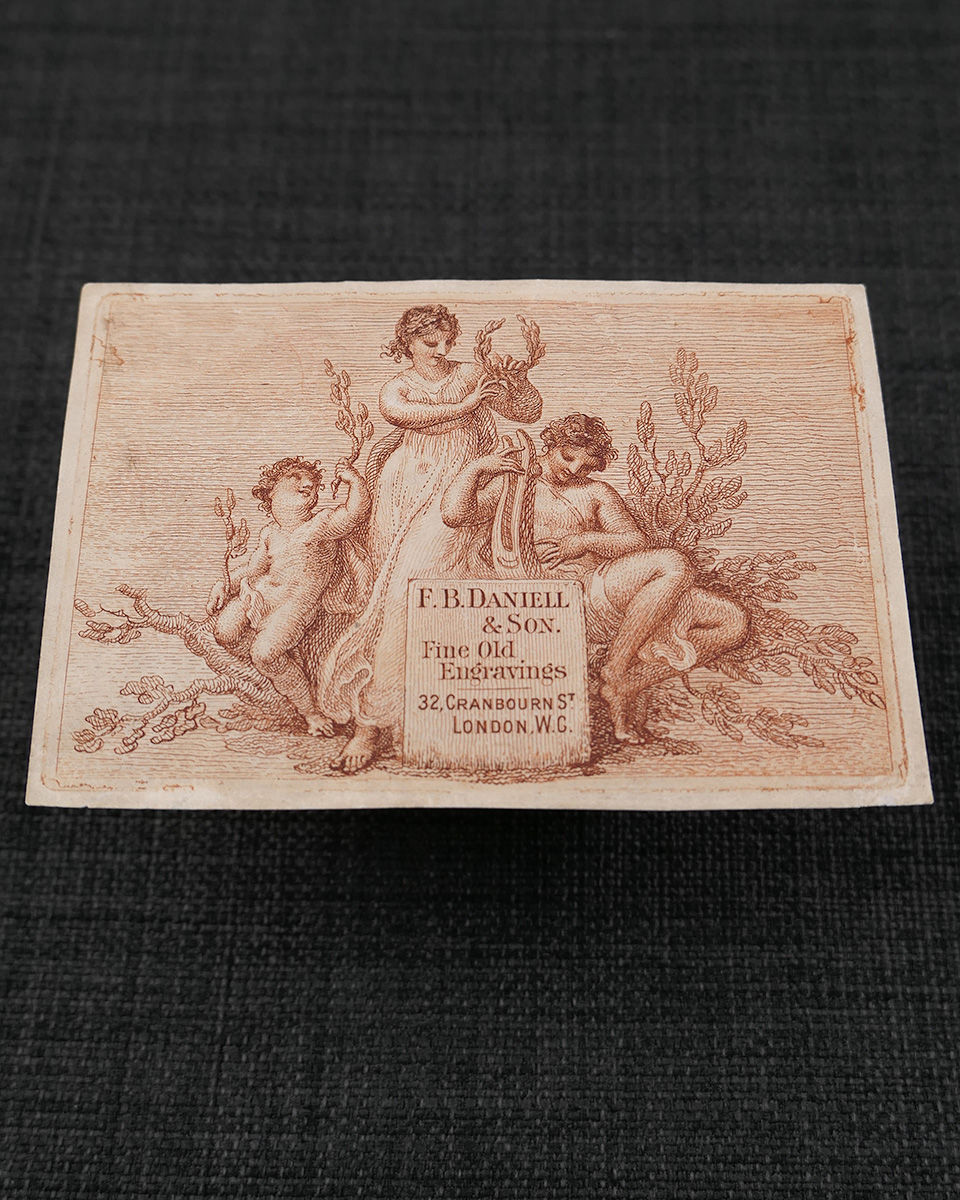 F. B. DANIELL
& SON.
Fine Old
Engravings
32, CRANBOURN ST
LONDON, W.C.